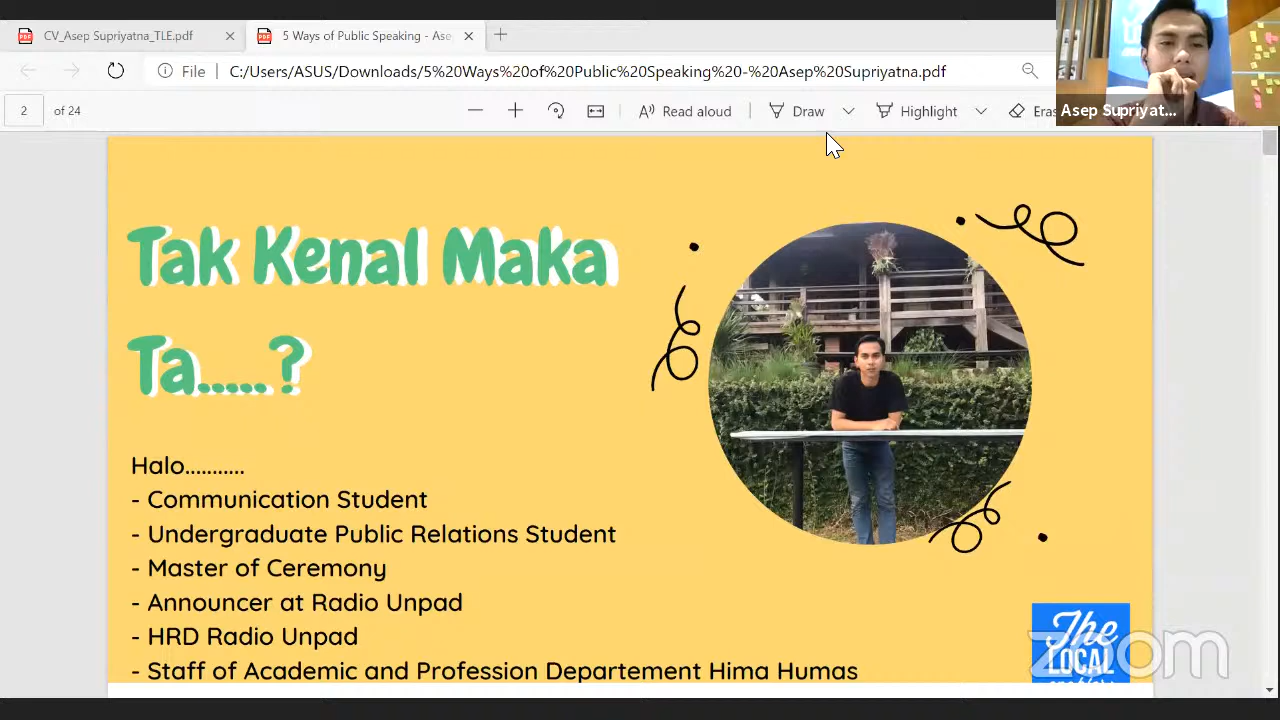 CV_Asep Supriyatna_TLE.pdf
5 Ways of Public Speaking - Ase
File
C:/Users/ASUS/Downloads/5%20Ways%20of%20Public%20Speaking%20-%20Asep%20Supriyatna.pdf
Asep Supriyat...
2 of 24
Read aloud
Draw
Highlight
Eras
Tak Kenal Maka
Ta.....?
Halo...........
- Communication Student
- Undergraduate Public Relations Student
- Master of Ceremony
- Announcer at Radio Unpad
- HRD Radio Unpad
- Staff of Academic and Profession Departement Hima Humas
The
LOCAL
zoom